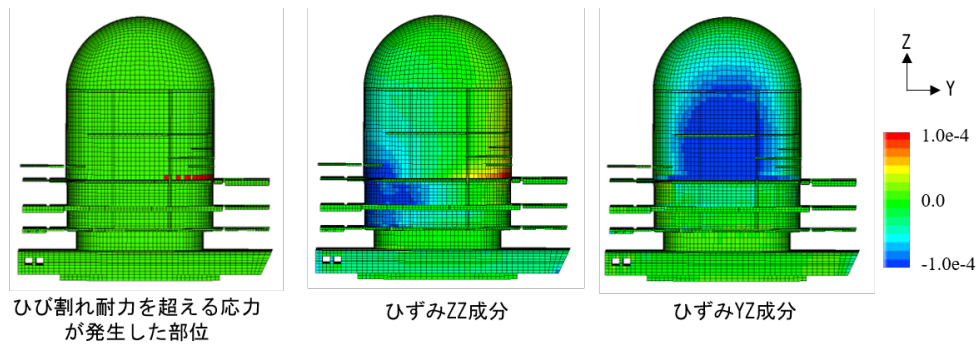 Z
Y
1.0e-4
0.0
-1.0e-4
ひび割れ耐力を超える応力
が発生した部位
ひずみZZ成分
ひずみYZ成分